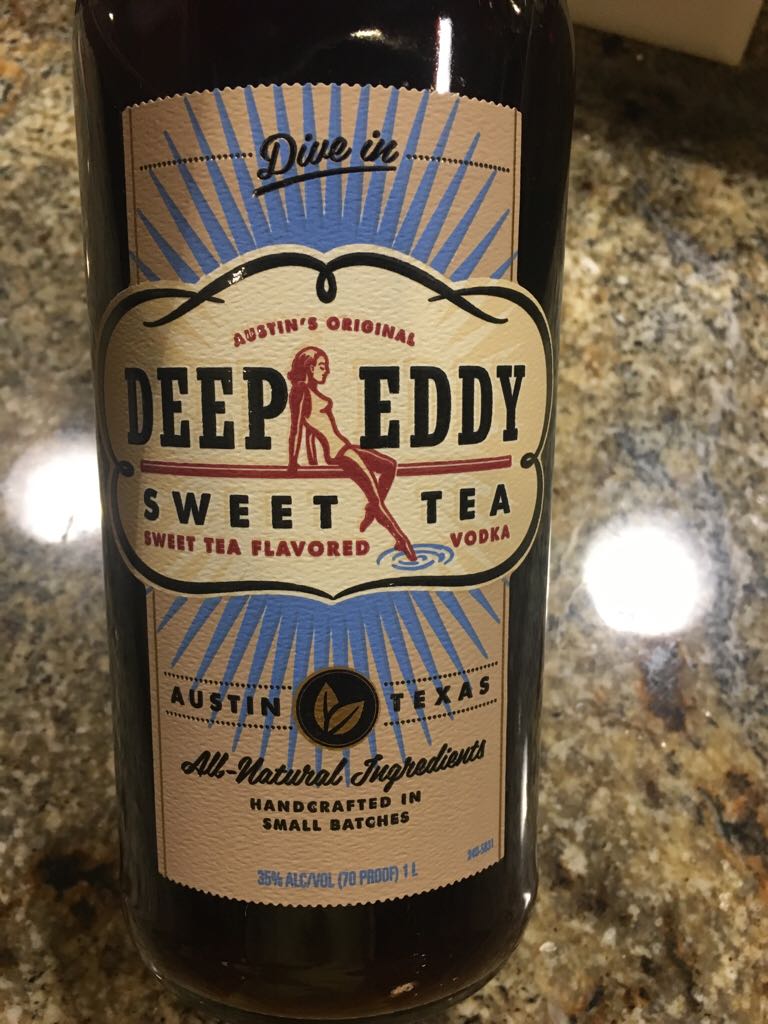 Dive in
AUSTIN'S ORIGINAL
DEEP EDDY
SWEET TEA
SWEET TEA FLAVORED VODKA
AUSTIN TEXAS
All-Natural Ingredients
HANDCRAFTED IN
SMALL BATCHES
35% ALC/VOL (70 PROOF) 1 L